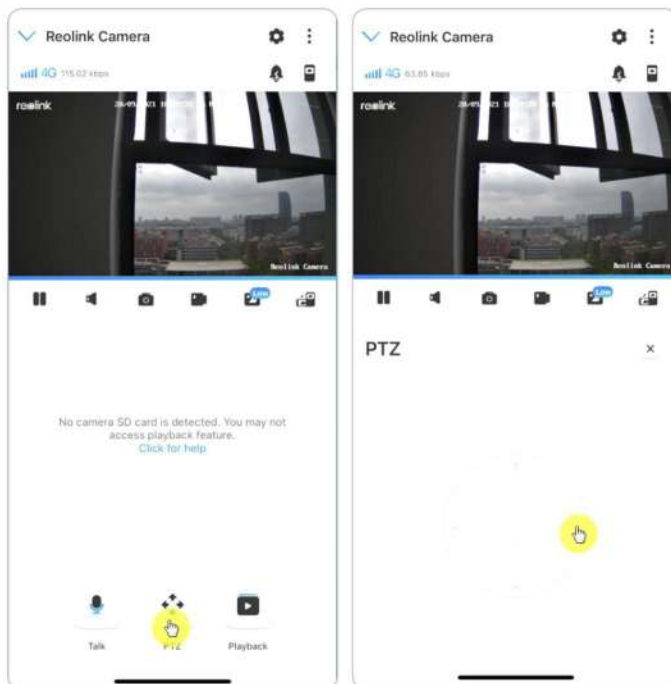 Reolink Camera
4G 115.02 kbps
reolink
Reolink Camera
Low
No camera SD card is detected. You may not
access playback feature.
Click for help
Talk
PTZ
Playback
Reolink Camera
4G 63.85 kbps
reolink
Reolink Camera
Low
PTZ